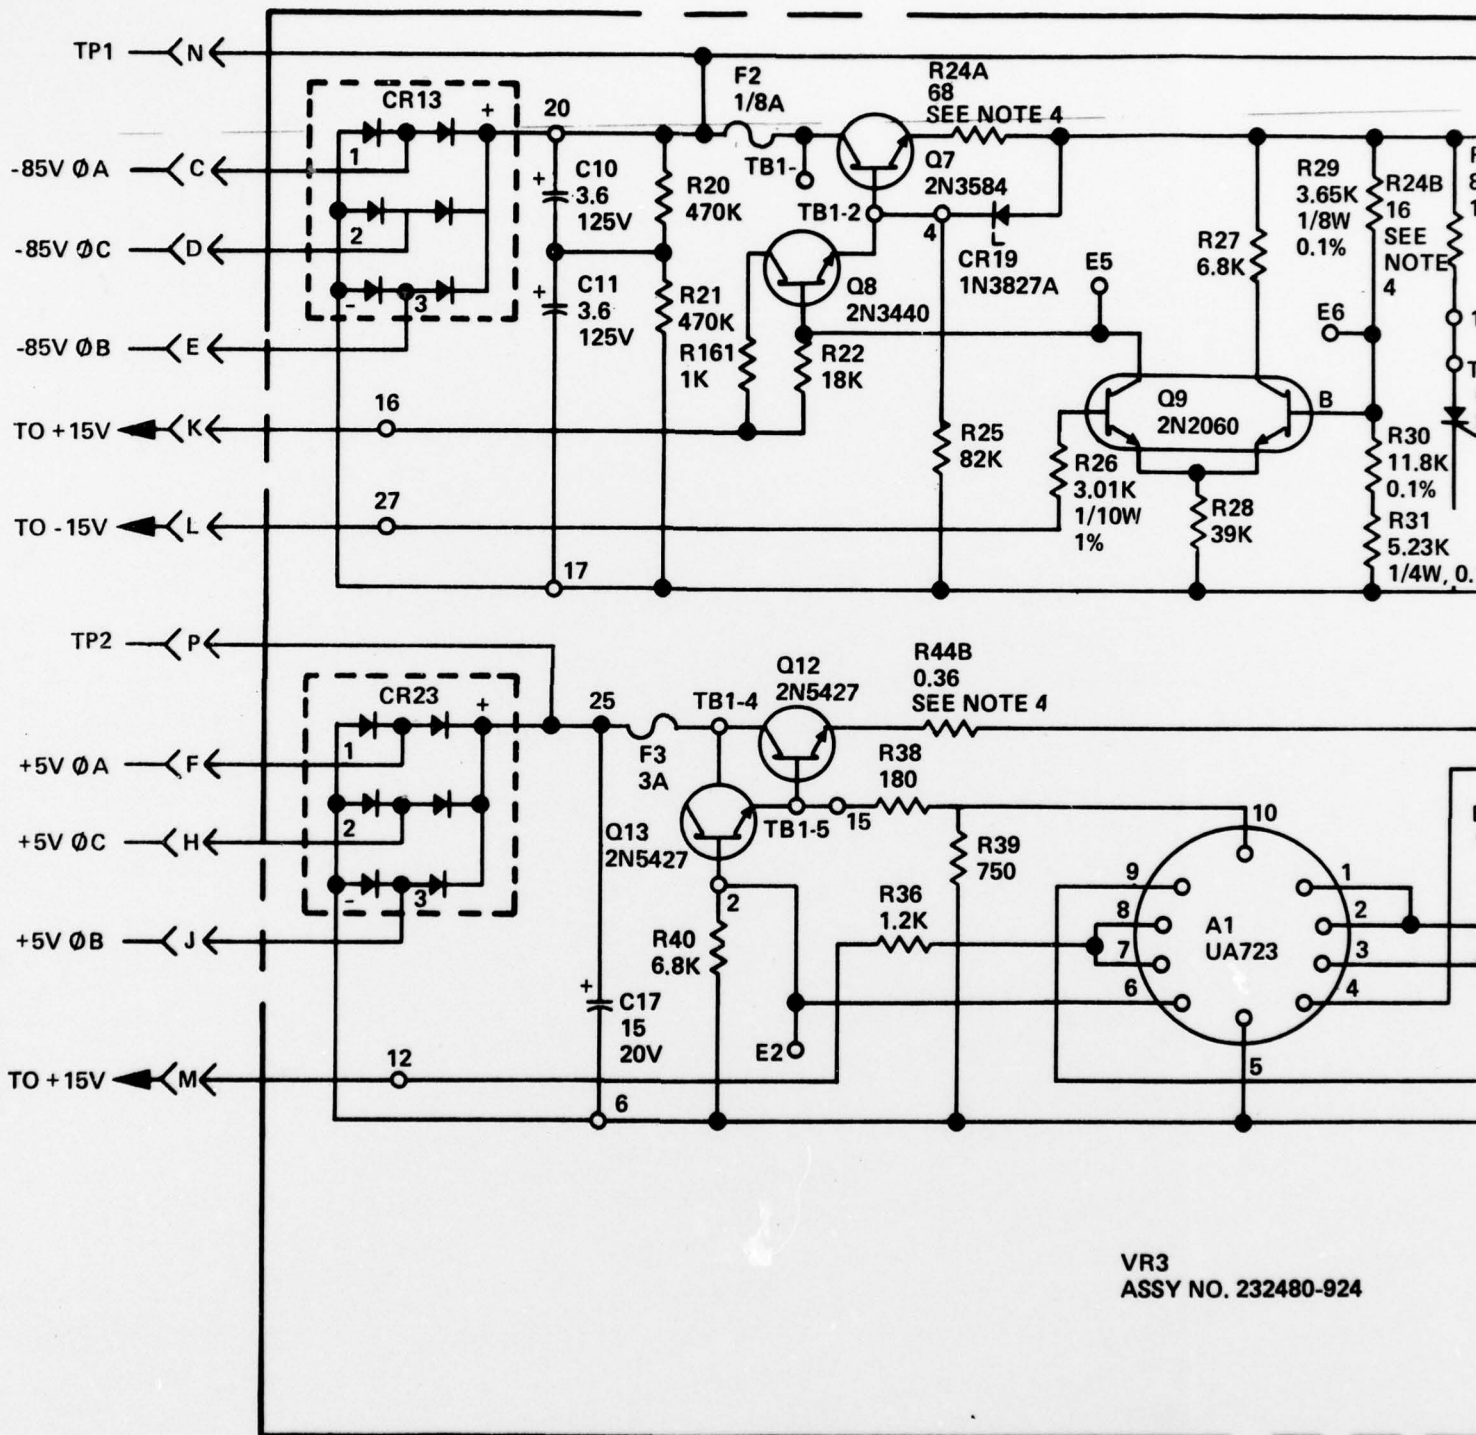 TP1
N
-85V ØA
C
-85V ØC
D
-85V ØB
E
TO +15V
K
TO -15V
L
CR13
+
1
2
-
3
20
16
27
17
+
C10
3.6
125V
+
C11
3.6
125V
R20
470K
R21
470K
R161
1K
F2
1/8A
TB1-
R24A
68
SEE NOTE 4
Q7
2N3584
TB1-2
4
CR19
1N3827A
Q8
2N3440
R22
18K
E5
R25
82K
R26
3.01K
1/10W
1%
Q9
2N2060
R27
6.8K
R28
39K
R29
3.65K
1/8W
0.1%
R24B
16
SEE
NOTE
4
E6
B
R30
11.8K
0.1%
R31
5.23K
1/4W, 0.
TP2
P
+5V ØA
F
+5V ØC
H
+5V ØB
J
TO +15V
M
CR23
+
1
2
-
3
25
12
6
F3
3A
+
C17
15
20V
TB1-4
Q12
2N5427
Q13
2N5427
TB1-5
15
2
R40
6.8K
E2
R44B
0.36
SEE NOTE 4
R38
180
R39
750
R36
1.2K
A1
UA723
10
9
8
7
6
1
2
3
4
5
VR3
ASSY NO. 232480-924